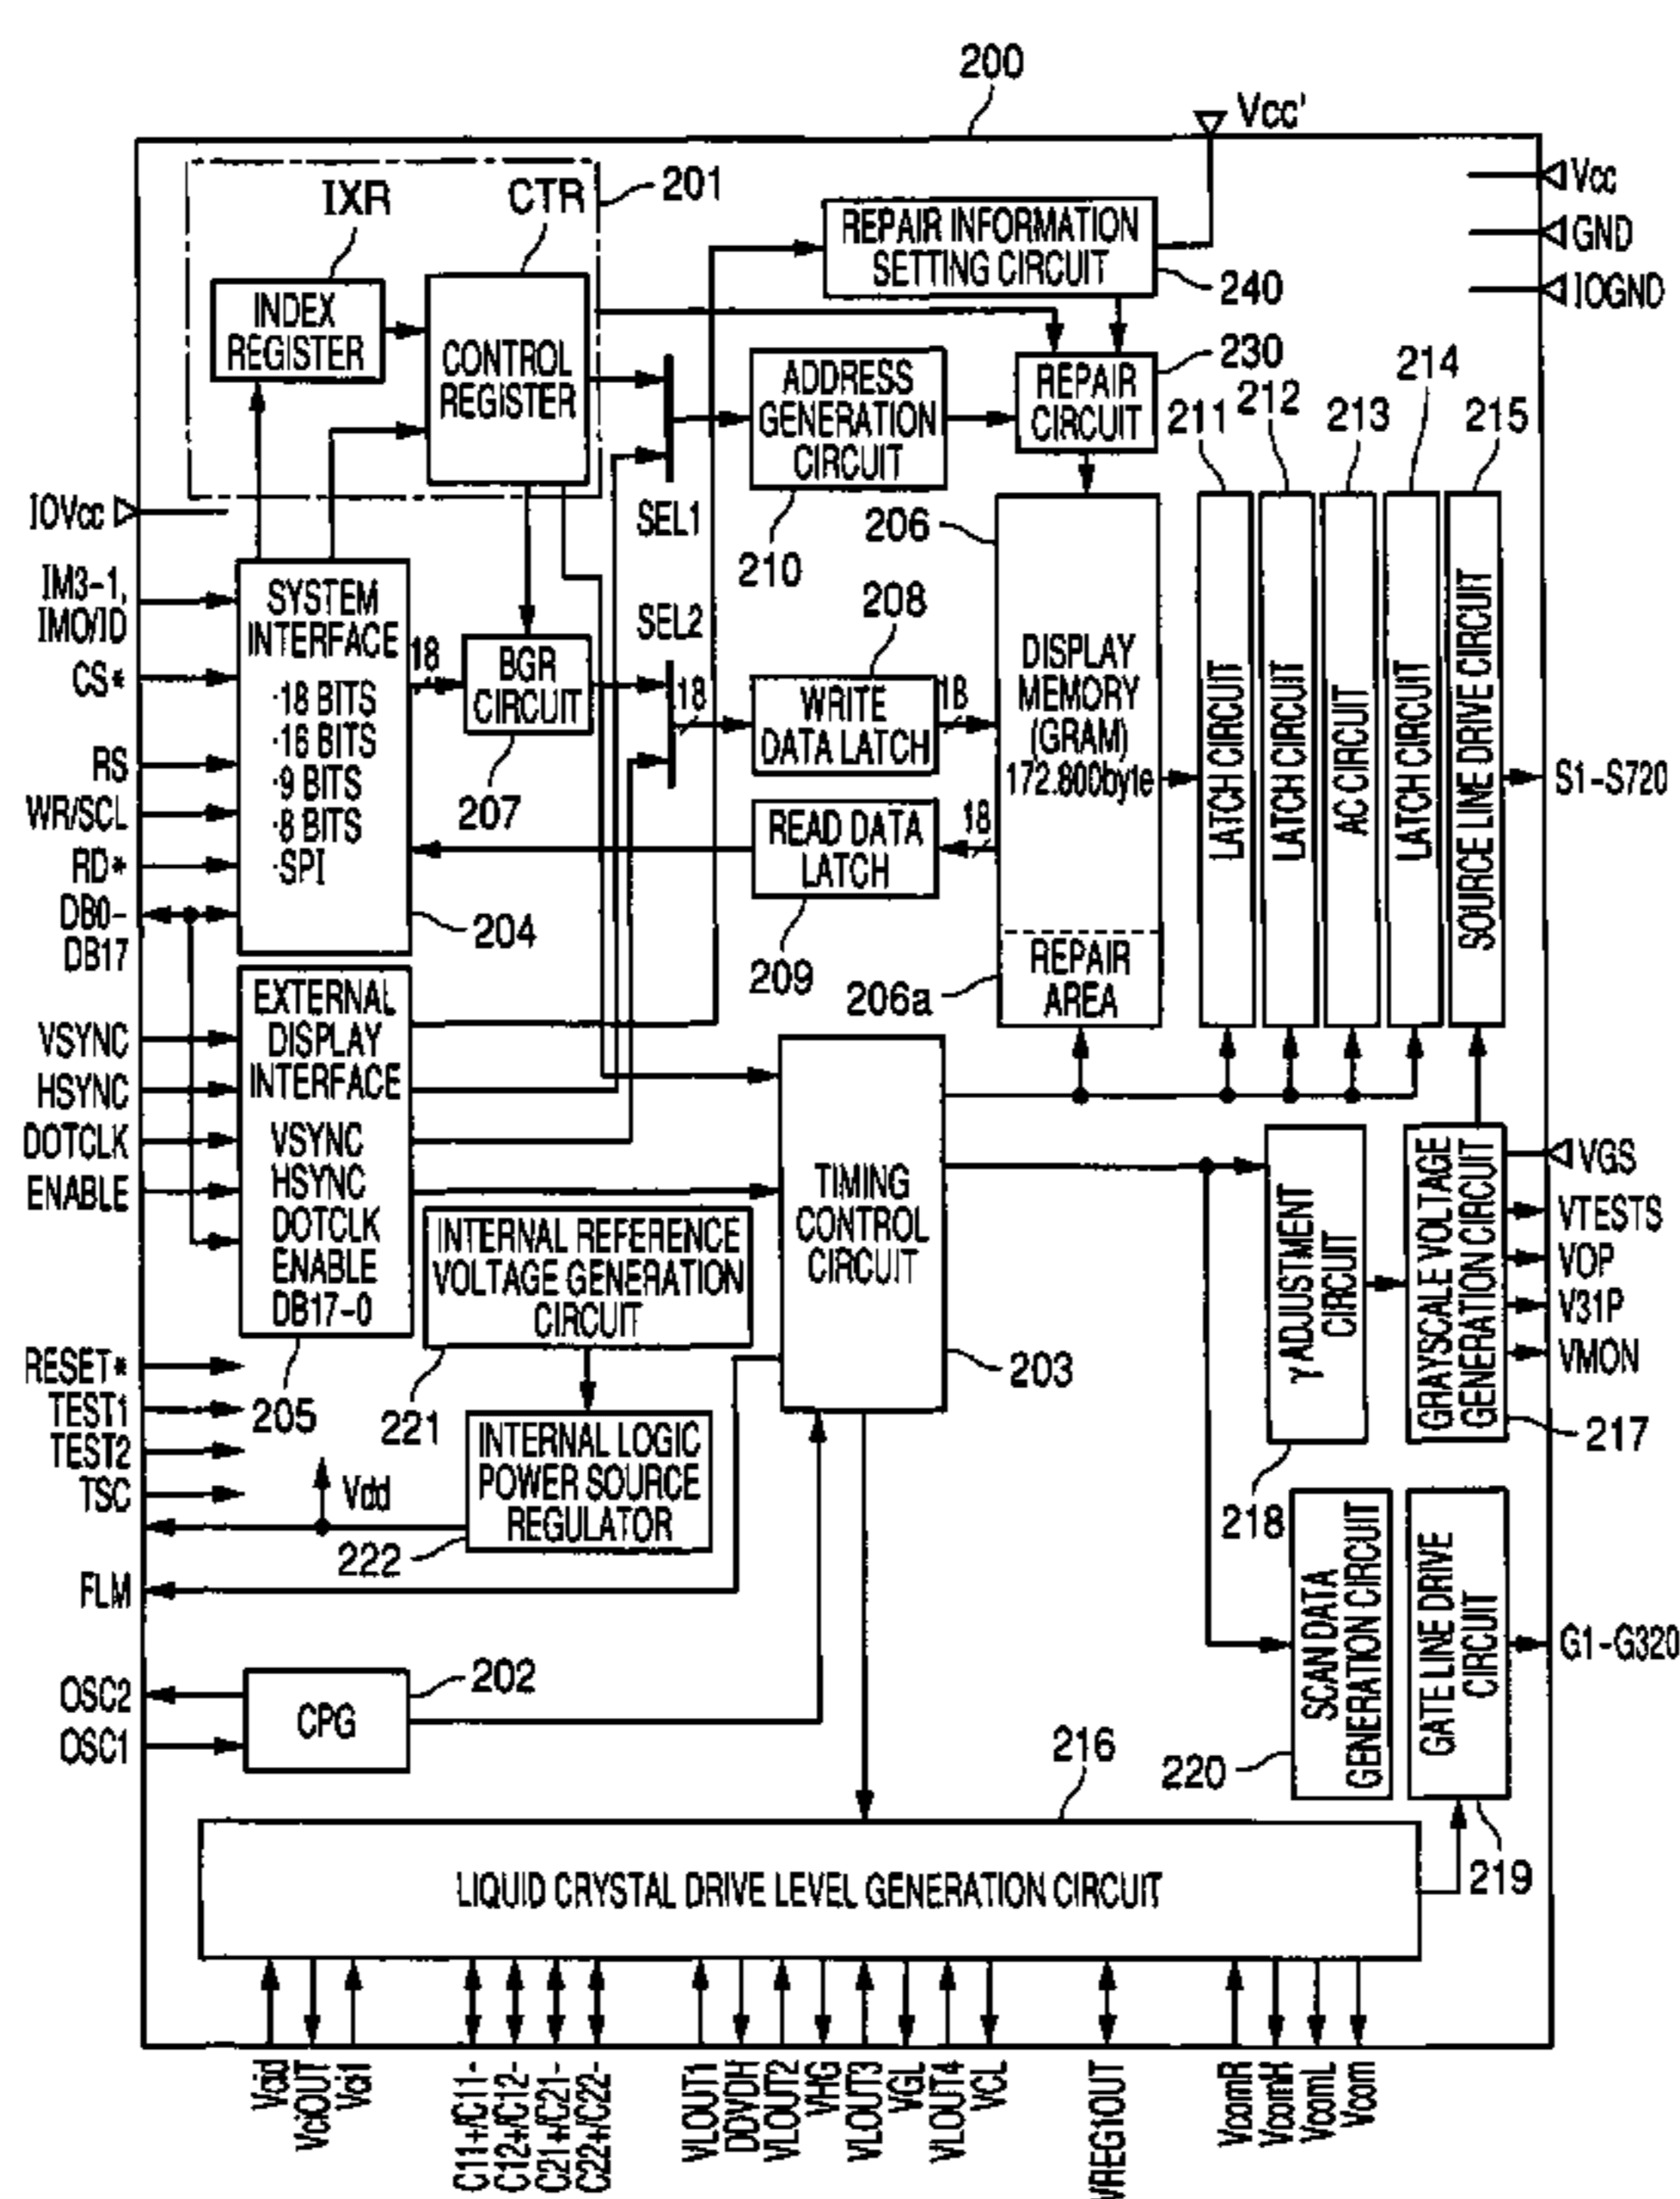 200
Vcc'
Vcc
GND
IOGND
IXR
CTR
201
REPAIR INFORMATION
SETTING CIRCUIT
240
INDEX
REGISTER
CONTROL
REGISTER
ADDRESS
GENERATION
CIRCUIT
210
REPAIR
CIRCUIT
230
211
212
213
214
215
IOVcc
SEL1
206
IM3-1,
IM0/ID
CS*
RS
WR/SCL
RD*
DB0-
DB17
SYSTEM
INTERFACE
·18 BITS
·16 BITS
·9 BITS
·8 BITS
·SPI
204
18
BGR
CIRCUIT
207
SEL2
18
208
WRITE
DATA LATCH
18
READ DATA
LATCH
18
209
DISPLAY
MEMORY
(GRAM)
172.800byte
REPAIR
AREA
206a
LATCH CIRCUIT
LATCH CIRCUIT
AC CIRCUIT
LATCH CIRCUIT
SOURCE LINE DRIVE CIRCUIT
S1-S720
VSYNC
HSYNC
DOTCLK
ENABLE
EXTERNAL
DISPLAY
INTERFACE
VSYNC
HSYNC
DOTCLK
ENABLE
DB17-0
205
INTERNAL REFERENCE
VOLTAGE GENERATION
CIRCUIT
221
TIMING
CONTROL
CIRCUIT
203
γ ADJUSTMENT
CIRCUIT
218
GRAYSCALE VOLTAGE
GENERATION CIRCUIT
217
VGS
VTESTS
VOP
V31P
VMON
RESET*
TEST1
TEST2
TSC
Vdd
INTERNAL LOGIC
POWER SOURCE
REGULATOR
222
FLM
SCAN DATA
GENERATION CIRCUIT
220
GATE LINE DRIVE
CIRCUIT
219
G1-G320
OSC2
OSC1
CPG
202
216
LIQUID CRYSTAL DRIVE LEVEL GENERATION CIRCUIT
Vcid
VciOUT
Vci1
C11+/C11-
C12+/C12-
C21+/C21-
C22+/C22-
VLOUT1
DDVDH
VLOUT2
VHG
VLOUT3
VGL
VLOUT4
VCL
VREG1OUT
VcomR
VcomH
VcomL
Vcom